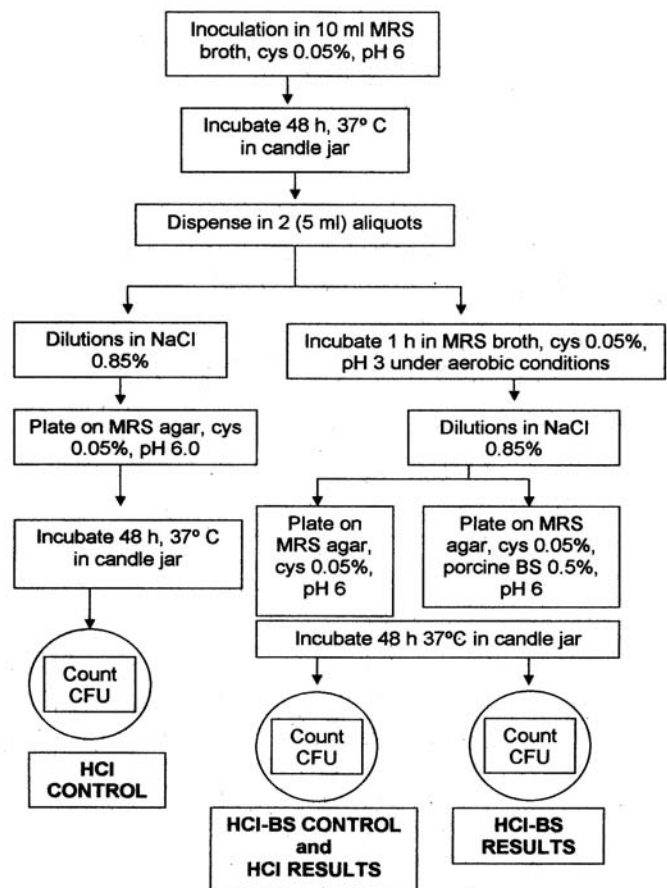 Inoculation in 10 ml MRS
broth, cys 0.05%, pH 6
Incubate 48 h, 37º C
in candle jar
Dispense in 2 (5 ml) aliquots
Dilutions in NaCl
0.85%
Plate on MRS agar, cys
0.05%, pH 6.0
Incubate 48 h, 37º C
in candle jar
Count
CFU
HCl
CONTROL
Incubate 1 h in MRS broth, cys 0.05%,
pH 3 under aerobic conditions
Dilutions in NaCl
0.85%
Plate on
MRS agar,
cys 0.05%,
pH 6
Plate on MRS
agar, cys 0.05%,
porcine BS 0.5%,
pH 6
Incubate 48 h 37ºC in candle jar
Count
CFU
HCl-BS CONTROL
and
HCl RESULTS
Count
CFU
HCl-BS
RESULTS